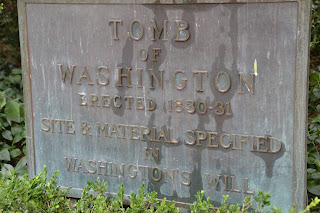 TOMB
OF
WASHINGTON
ERECTED 1830-31
SITE & MATERIAL SPECIFIED
IN
WASHINGTON'S WILL